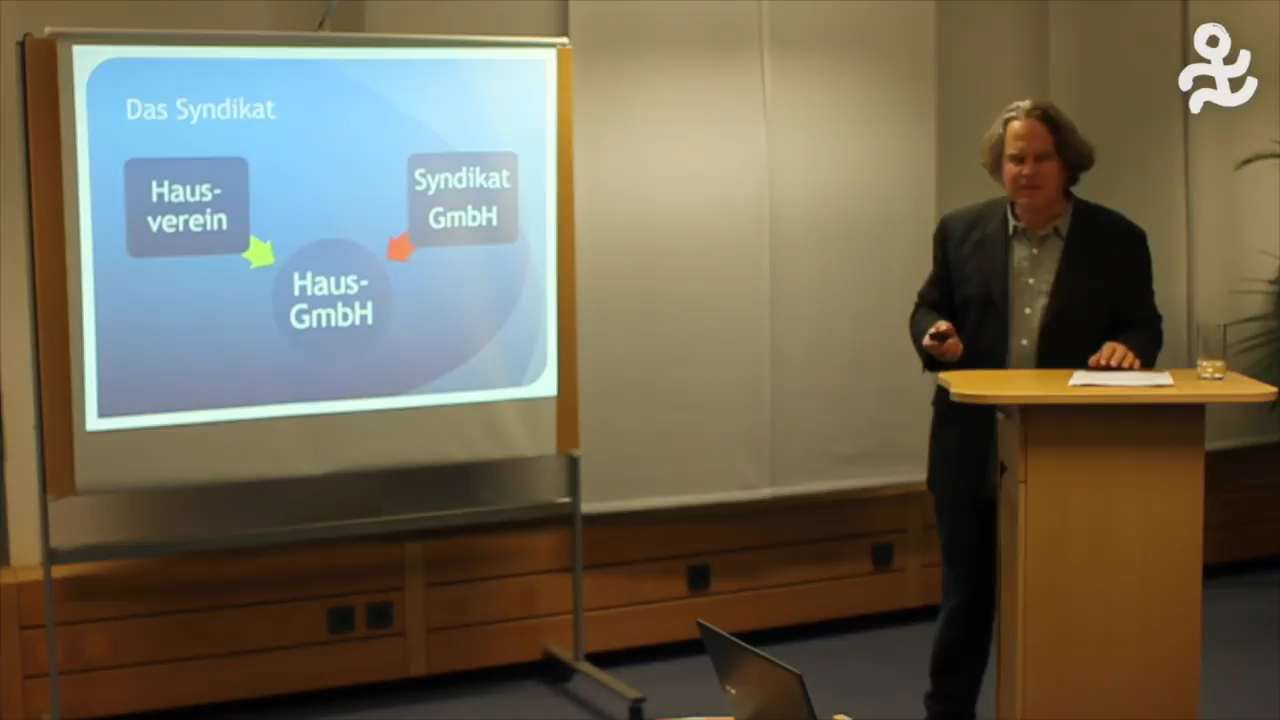 Das Syndikat
Haus-
verein
Syndikat
GmbH
Haus-
GmbH